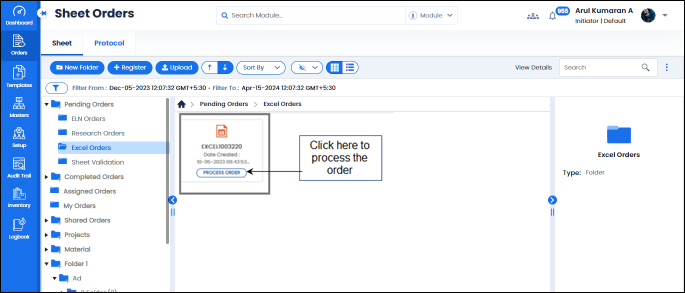 Sheet Orders
Search Module...
Module
955
Arul Kumaran A
Initiator | Default
Dashboard
Orders
Templates
Masters
Setup
Audit Trail
Inventory
Logbook
Sheet
Protocol
New Folder
+ Register
Upload
Sort By
View Details
Search
Filter From : Dec-05-2023 12:07:32 GMT+5:30 - Filter To : Apr-15-2024 12:07:32 GMT+5:30
Pending Orders
ELN Orders
Research Orders
Excel Orders
Sheet Validation
Completed Orders
Assigned Orders
My Orders
Shared Orders
Projects
Material
Folder 1
Ad
Pending Orders
Excel Orders
EXCEL1003220
Date Created :
PROCESS ORDER
Click here to
process the
order
Excel Orders
Type: Folder